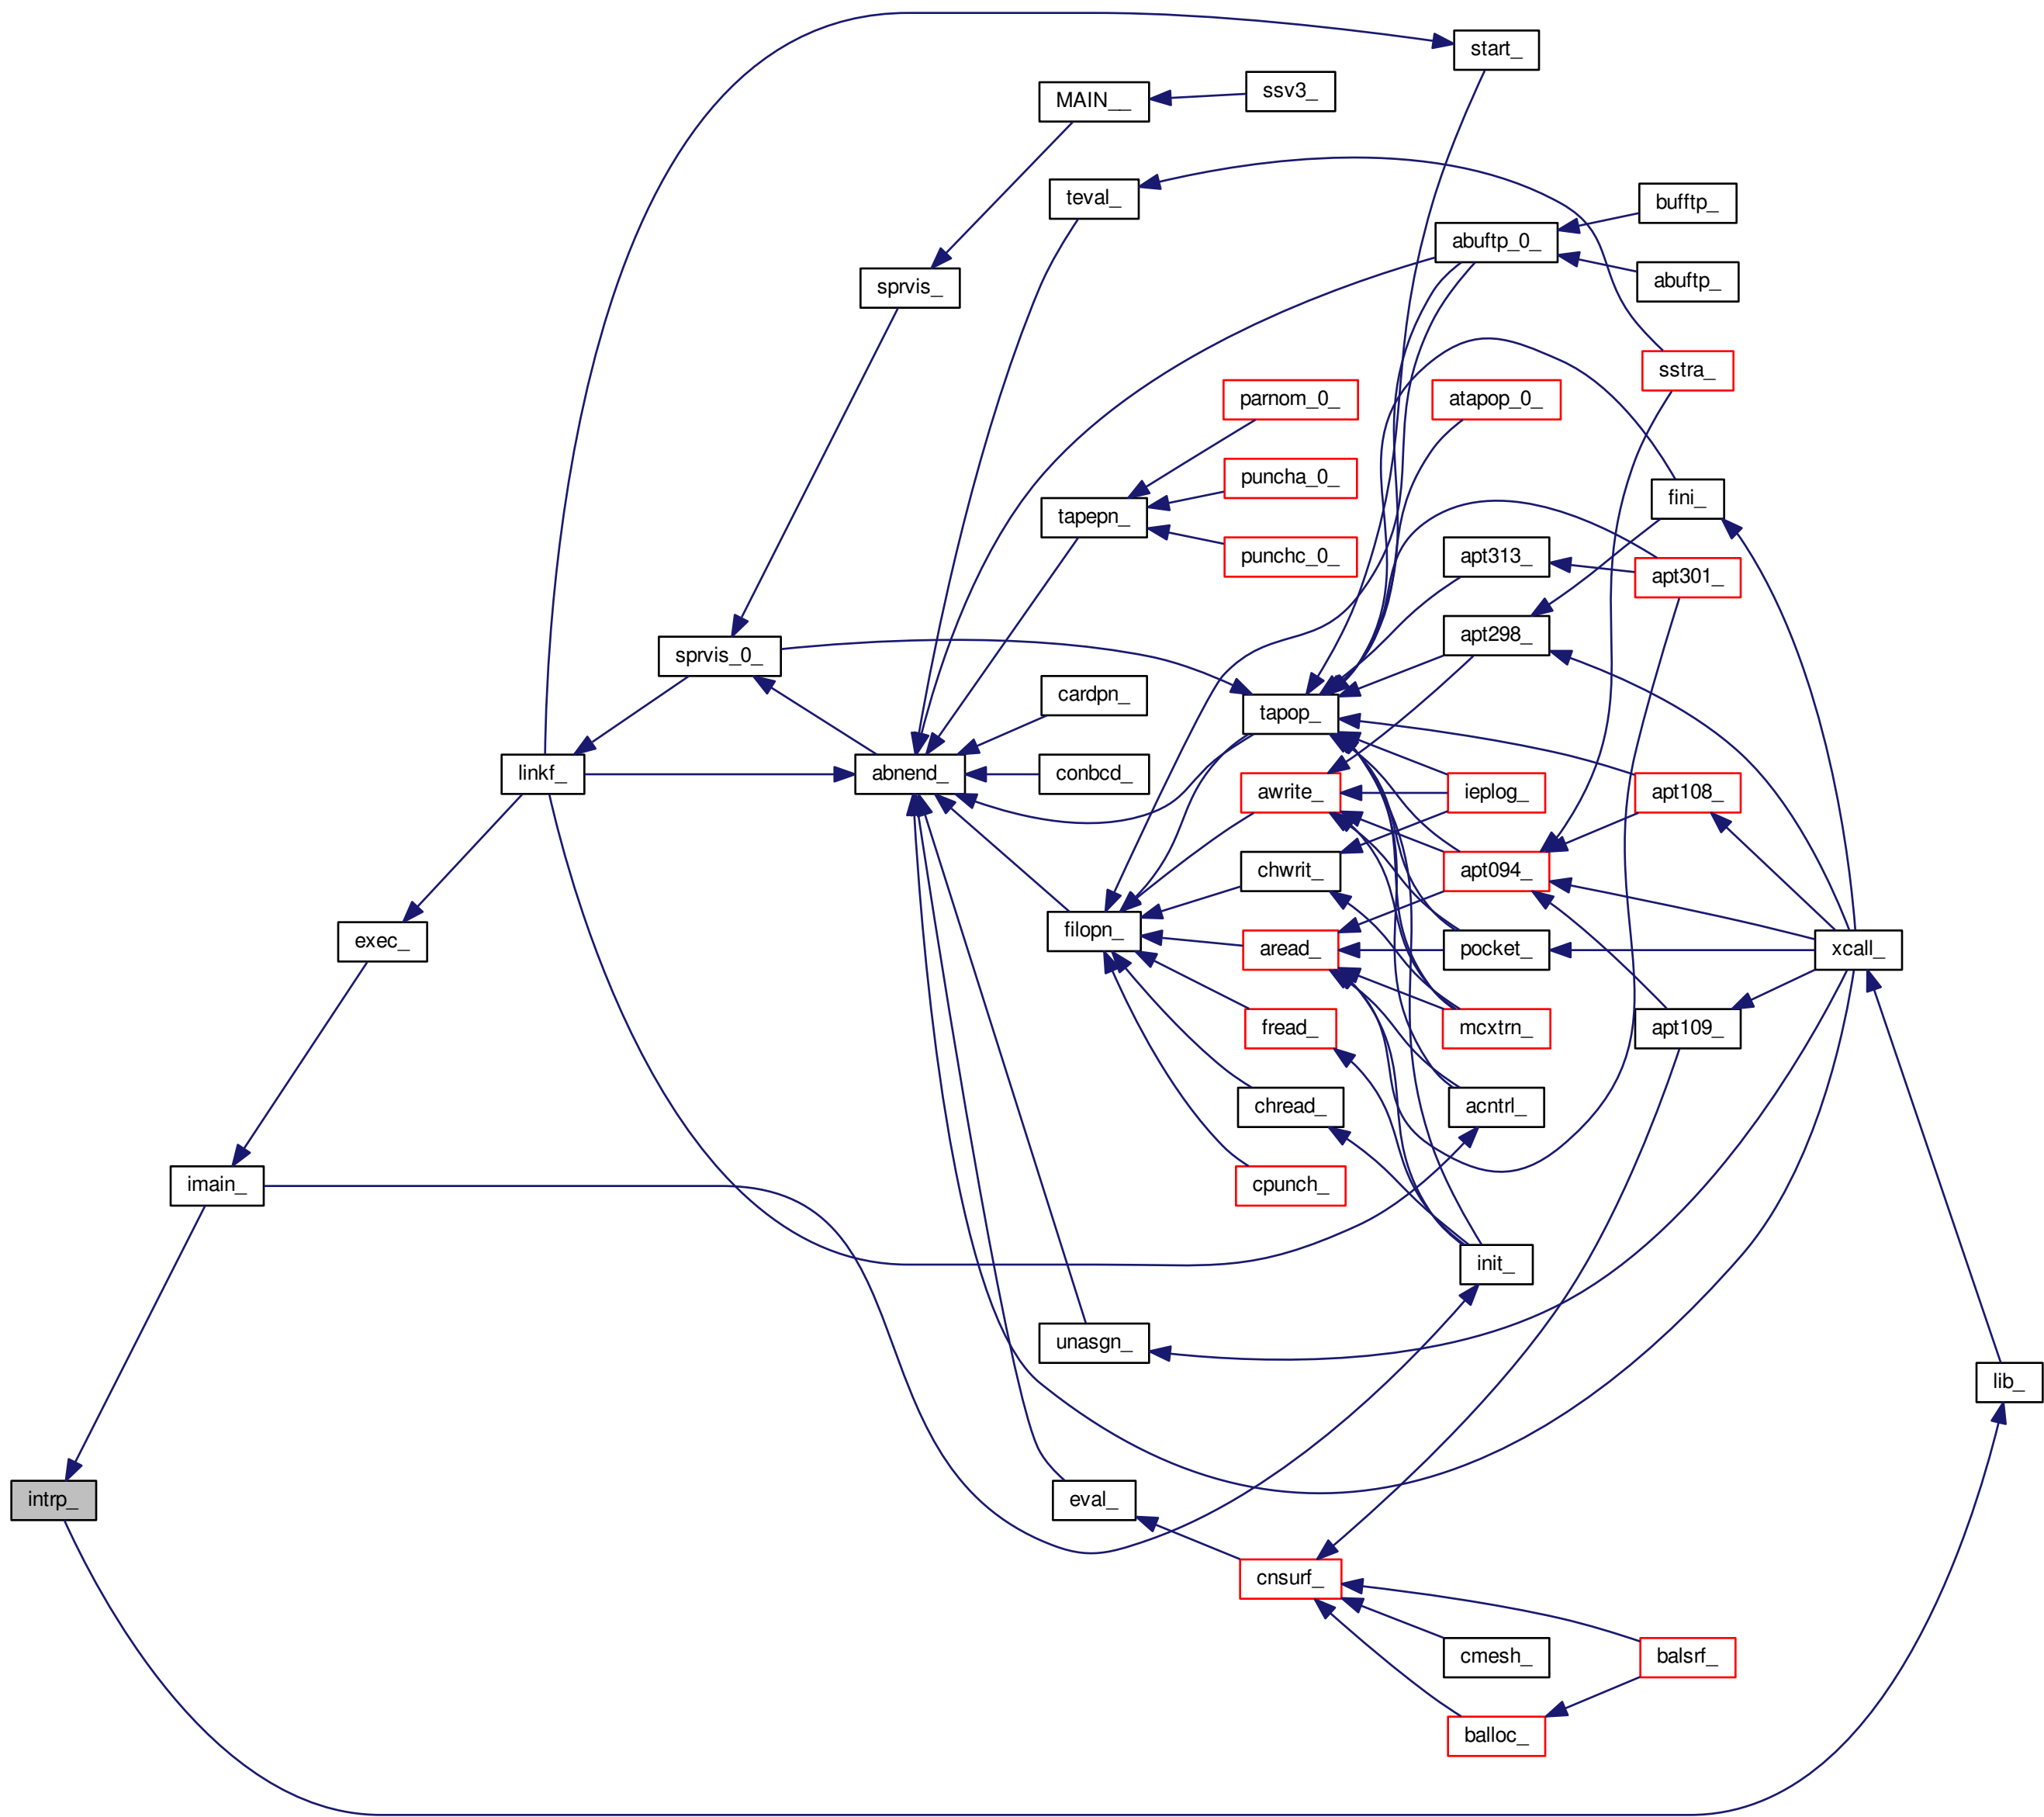 start_
ssv3_
MAIN__
teval_
bufftp_
abuftp_0_
abuftp_
sprvis_
sstra_
parnom_0_
atapop_0_
puncha_0_
fini_
tapepn_
punchc_0_
apt313_
apt301_
apt298_
sprvis_0_
cardpn_
tapop_
linkf_
abnend_
conbcd_
awrite_
ieplog_
apt108_
chwrit_
apt094_
exec_
filopn_
aread_
pocket_
xcall_
fread_
mcxtrn_
apt109_
chread_
acntrl_
imain_
cpunch_
init_
unasgn_
lib_
intrp_
eval_
cnsurf_
cmesh_
balsrf_
balloc_